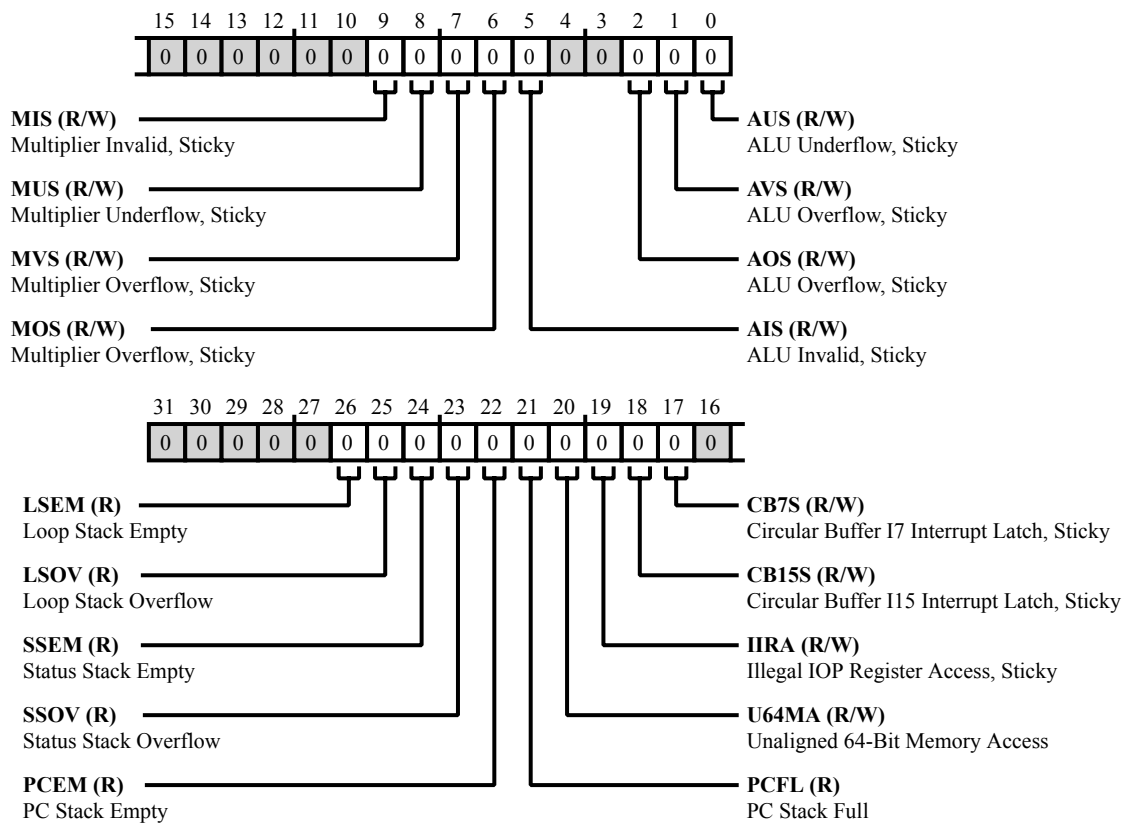 15 14 13 12 11 10 9 8 7 6 5 4 3 2 1 0
0 0 0 0 0 0 0 0 0 0 0 0 0 0 0 0
MIS (R/W)
Multiplier Invalid, Sticky
MUS (R/W)
Multiplier Underflow, Sticky
MVS (R/W)
Multiplier Overflow, Sticky
MOS (R/W)
Multiplier Overflow, Sticky
AUS (R/W)
ALU Underflow, Sticky
AVS (R/W)
ALU Overflow, Sticky
AOS (R/W)
ALU Overflow, Sticky
AIS (R/W)
ALU Invalid, Sticky
31 30 29 28 27 26 25 24 23 22 21 20 19 18 17 16
0 0 0 0 0 0 0 0 0 0 0 0 0 0 0 0
LSEM (R)
Loop Stack Empty
LSOV (R)
Loop Stack Overflow
SSEM (R)
Status Stack Empty
SSOV (R)
Status Stack Overflow
PCEM (R)
PC Stack Empty
CB7S (R/W)
Circular Buffer I7 Interrupt Latch, Sticky
CB15S (R/W)
Circular Buffer I15 Interrupt Latch, Sticky
IIRA (R/W)
Illegal IOP Register Access, Sticky
U64MA (R/W)
Unaligned 64-Bit Memory Access
PCFL (R)
PC Stack Full